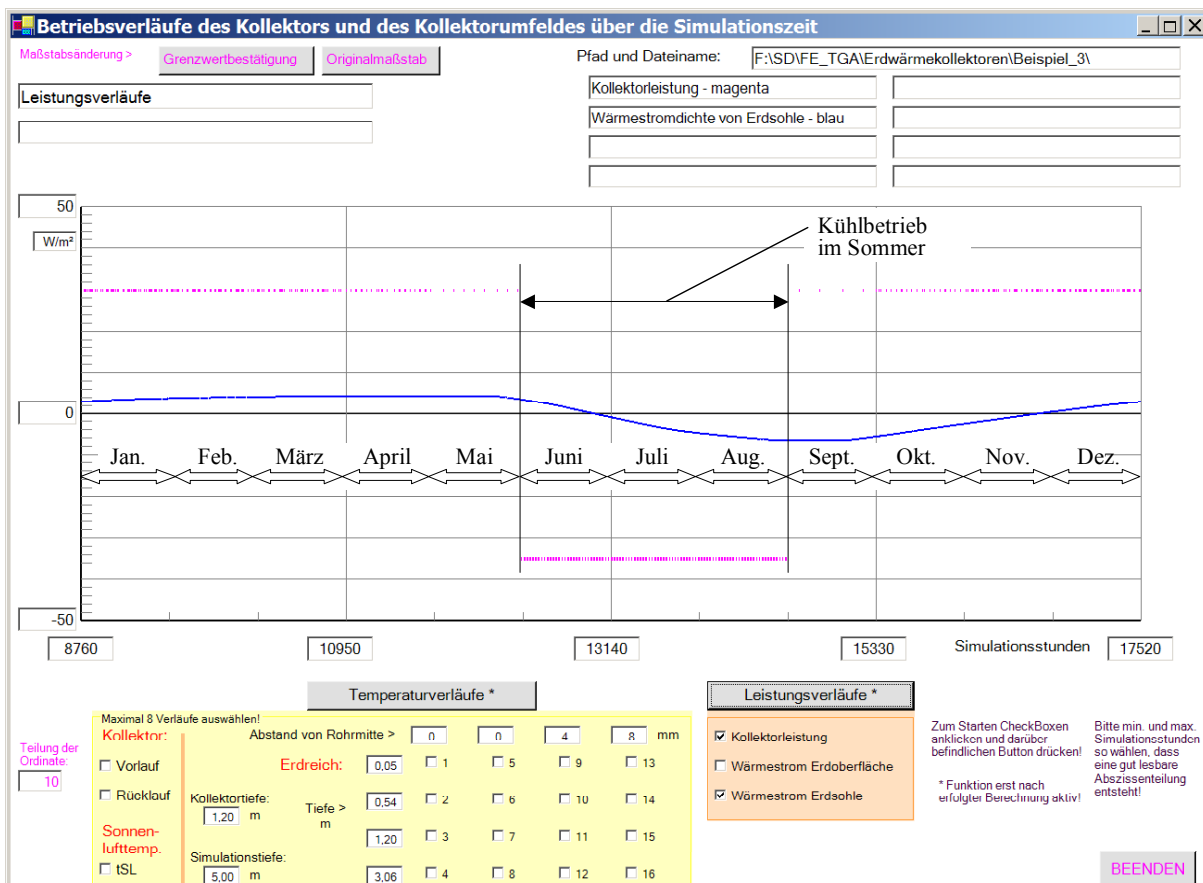 Betriebsverläufe des Kollektors und des Kollektorumfeldes über die Simulationszeit
Maßstabsänderung >
Grenzwertbestätigung
Originalmaßstab
Pfad und Dateiname:
F:\SD\FE_TGA\Erdwärmekollektoren\Beispiel_3\
Leistungsverläufe
Kollektorleistung - magenta
Wärmestromdichte von Erdsohle - blau
50
W/m²
Kühlbetrieb
im Sommer
0
Jan. Feb. März April Mai Juni Juli Aug. Sept. Okt. Nov. Dez.
-50
8760 10950 13140 15330 Simulationsstunden 17520
Temperaturverläufe *
Leistungsverläufe *
Teilung der
Ordinate:
10
Maximal 8 Verläufe auswählen!
Kollektor:
Abstand von Rohrmitte > 0 0 4 8 mm
Vorlauf
Erdreich: 0,05 1 5 9 13
Rücklauf
Kollektortiefe:
1,20 m
Tiefe >
m
0,54 2 6 10 14
1,20 3 7 11 15
Sonnen-
lufttemp.
tSL
Simulationstiefe:
5,00 m
3,06 4 8 12 16
Kollektorleistung
Wärmestrom Erdoberfläche
Wärmestrom Erdsohle
Zum Starten CheckBoxen
anklicken und darüber
befindlichen Button drücken!
* Funktion erst nach
erfolgter Berechnung aktiv!
Bitte min. und max.
Simulationsstunden
so wählen, dass
eine gut lesbare
Abszissenteilung
entsteht!
BEENDEN